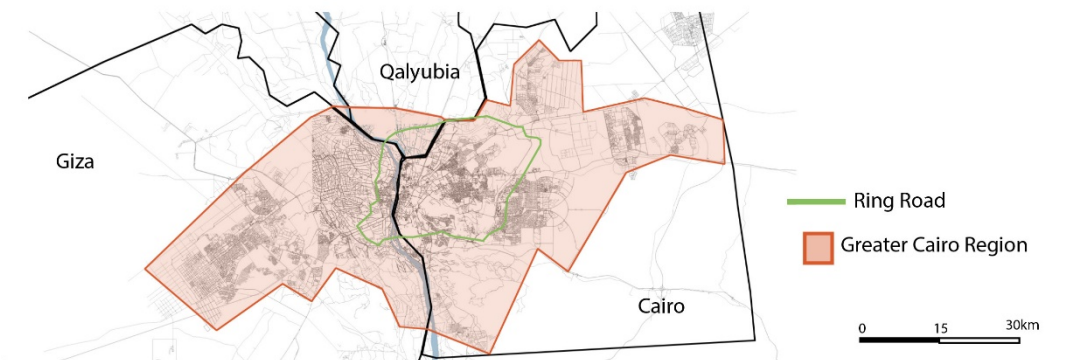 Qalyubia
Giza
Cairo
Ring Road
Greater Cairo Region
0 15 30km